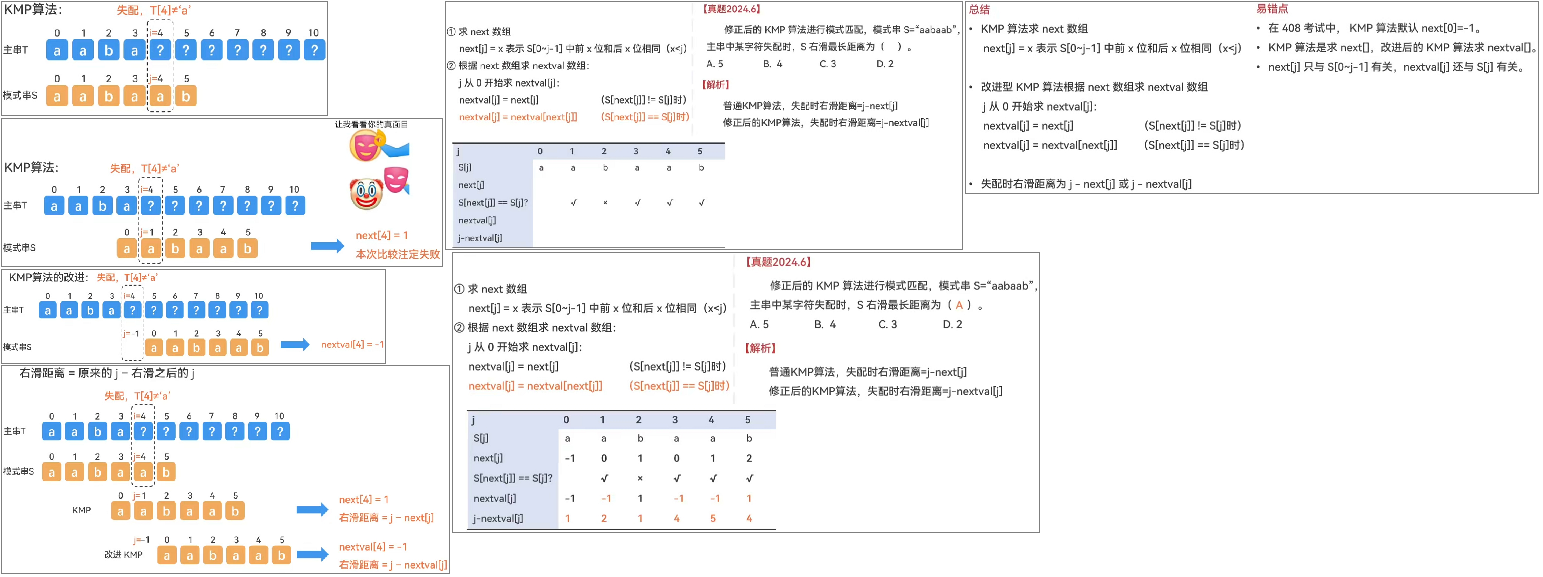 KMP算法：
失配，T[4]≠‘a’
0 1 2 3 i=4 5 6 7 8 9 10
主串T a a b a ? ? ? ? ? ? ?
0 1 2 3 j=4 5
模式串S a a b a a b
让我看看你的真面目
KMP算法：
失配，T[4]≠‘a’
0 1 2 3 i=4 5 6 7 8 9 10
主串T a a b a ? ? ? ? ? ? ?
0 j=1 2 3 4 5
模式串S a a b a a b
next[4] = 1
本次比较注定失败
KMP算法的改进：
失配，T[4]≠‘a’
0 1 2 3 i=4 5 6 7 8 9 10
主串T a a b a ? ? ? ? ? ? ?
j=-1 0 1 2 3 4 5
模式串S a a b a a b
nextval[4] = -1
右滑距离 = 原来的 j – 右滑之后的 j
失配，T[4]≠‘a’
0 1 2 3 i=4 5 6 7 8 9 10
主串T a a b a ? ? ? ? ? ? ?
0 1 2 3 j=4 5
模式串S a a b a a b
0 j=1 2 3 4 5
KMP a a b a a b
next[4] = 1
右滑距离 = j – next[j]
j=-1 0 1 2 3 4 5
改进 KMP a a b a a b
nextval[4] = -1
右滑距离 = j – nextval[j]
① 求 next 数组
next[j] = x 表示 S[0~j-1] 中前 x 位和后 x 位相同（x<j）
② 根据 next 数组求 nextval 数组：
j 从 0 开始求 nextval[j]：
nextval[j] = next[j] （S[next[j]] != S[j]时）
nextval[j] = nextval[next[j]] （S[next[j]] == S[j]时）
【真题2024.6】
修正后的 KMP 算法进行模式匹配，模式串 S=“aabaab”，
主串中某字符失配时，S 右滑最长距离为（ ）。
A. 5 B. 4 C. 3 D. 2
【解析】
普通KMP算法，失配时右滑距离=j-next[j]
修正后的KMP算法，失配时右滑距离=j-nextval[j]
j 0 1 2 3 4 5
S[j] a a b a a b
next[j]
S[next[j]] == S[j]? √ × √ √ √
nextval[j]
j-nextval[j]
① 求 next 数组
next[j] = x 表示 S[0~j-1] 中前 x 位和后 x 位相同（x<j）
② 根据 next 数组求 nextval 数组：
j 从 0 开始求 nextval[j]：
nextval[j] = next[j] （S[next[j]] != S[j]时）
nextval[j] = nextval[next[j]] （S[next[j]] == S[j]时）
【真题2024.6】
修正后的 KMP 算法进行模式匹配，模式串 S=“aabaab”，
主串中某字符失配时，S 右滑最长距离为（ A ）。
A. 5 B. 4 C. 3 D. 2
【解析】
普通KMP算法，失配时右滑距离=j-next[j]
修正后的KMP算法，失配时右滑距离=j-nextval[j]
j 0 1 2 3 4 5
S[j] a a b a a b
next[j] -1 0 1 0 1 2
S[next[j]] == S[j]? √ × √ √ √
nextval[j] -1 -1 1 -1 -1 1
j-nextval[j] 1 2 1 4 5 4
总结
• KMP 算法求 next 数组
next[j] = x 表示 S[0~j-1] 中前 x 位和后 x 位相同（x<j）
• 改进型 KMP 算法根据 next 数组求 nextval 数组
j 从 0 开始求 nextval[j]：
nextval[j] = next[j] （S[next[j]] != S[j]时）
nextval[j] = nextval[next[j]] （S[next[j]] == S[j]时）
• 失配时右滑距离为 j – next[j] 或 j – nextval[j]
易错点
• 在 408 考试中， KMP 算法默认 next[0]=-1。
• KMP 算法是求 next[]，改进后的 KMP 算法求 nextval[]。
• next[j] 只与 S[0~j-1] 有关，nextval[j] 还与 S[j] 有关。